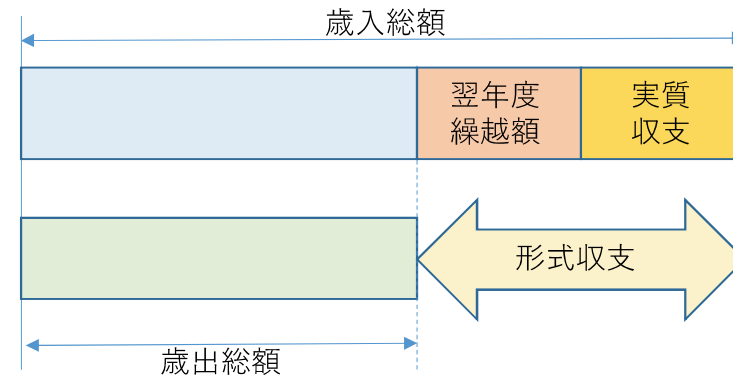 歳入総額
翌年度
繰越額
実質
収支
形式収支
歳出総額